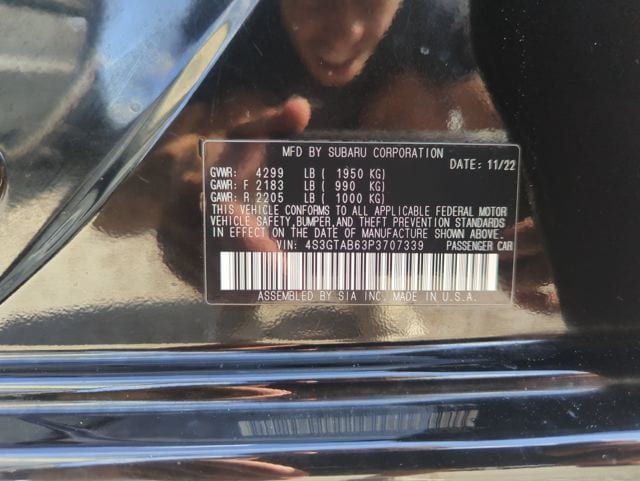 MFD BY SUBARU CORPORATION
DATE: 11/22
GVWR: 4299 LB ( 1950 KG)
GAWR: F 2183 LB ( 990 KG)
GAWR: R 2205 LB ( 1000 KG)
THIS VEHICLE CONFORMS TO ALL APPLICABLE FEDERAL MOTOR
VEHICLE SAFETY,BUMPER,AND THEFT PREVENTION STANDARDS
IN EFFECT ON THE DATE OF MANUFACTURE SHOWN ABOVE.
VIN: 4S3GTAB63P3707339 PASSENGER CAR
ASSEMBLED BY SIA INC. MADE IN U.S.A.